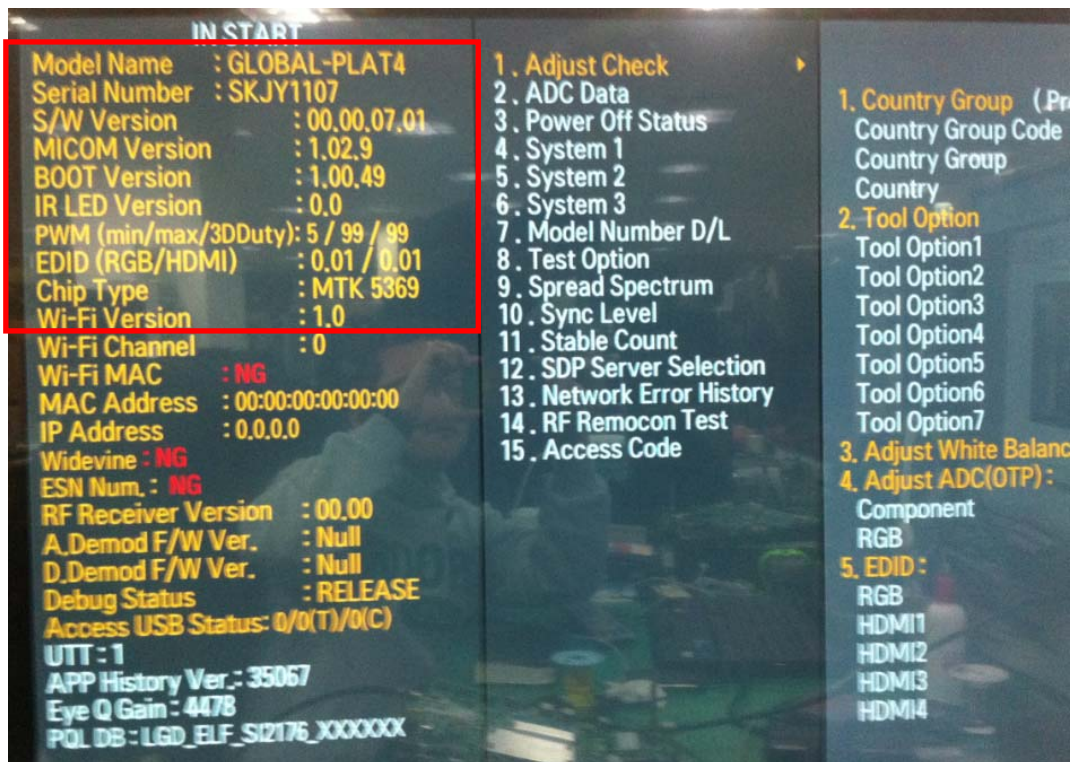 IN START
Model Name : GLOBAL-PLAT4
Serial Number : SKJY1107
S/W Version : 00.00.07.01
MICOM Version : 1.02.9
BOOT Version : 1.00.49
IR LED Version : 0.0
PWM (min/max/3DDuty): 5 / 99 / 99
EDID (RGB/HDMI) : 0.01 / 0.01
Chip Type : MTK 5369
Wi-Fi Version : 1.0
Wi-Fi Channel : 0
Wi-Fi MAC : NG
MAC Address : 00:00:00:00:00:00
IP Address : 0.0.0.0
Widevine : NG
ESN Num. : NG
RF Receiver Version : 00.00
A.Demod F/W Ver. : Null
D.Demod F/W Ver. : Null
Debug Status : RELEASE
Access USB Status: 0/0(T)/0(C)
UTT : 1
APP History Ver.: 35067
Eye Q Gain : 4478
PQL DB : LGD_ELF_SI2176_XXXXXX
1 . Adjust Check
2 . ADC Data
3 . Power Off Status
4 . System 1
5 . System 2
6 . System 3
7 . Model Number D/L
8 . Test Option
9 . Spread Spectrum
10 . Sync Level
11 . Stable Count
12 . SDP Server Selection
13 . Network Error History
14 . RF Remocon Test
15 . Access Code
1. Country Group (.Pr
Country Group Code
Country Group
Country
2. Tool Option
Tool Option1
Tool Option2
Tool Option3
Tool Option4
Tool Option5
Tool Option6
Tool Option7
3. Adjust White Balanc
4. Adjust ADC(OTP) :
Component
RGB
5. EDID :
RGB
HDMI1
HDMI2
HDMI3
HDMI4